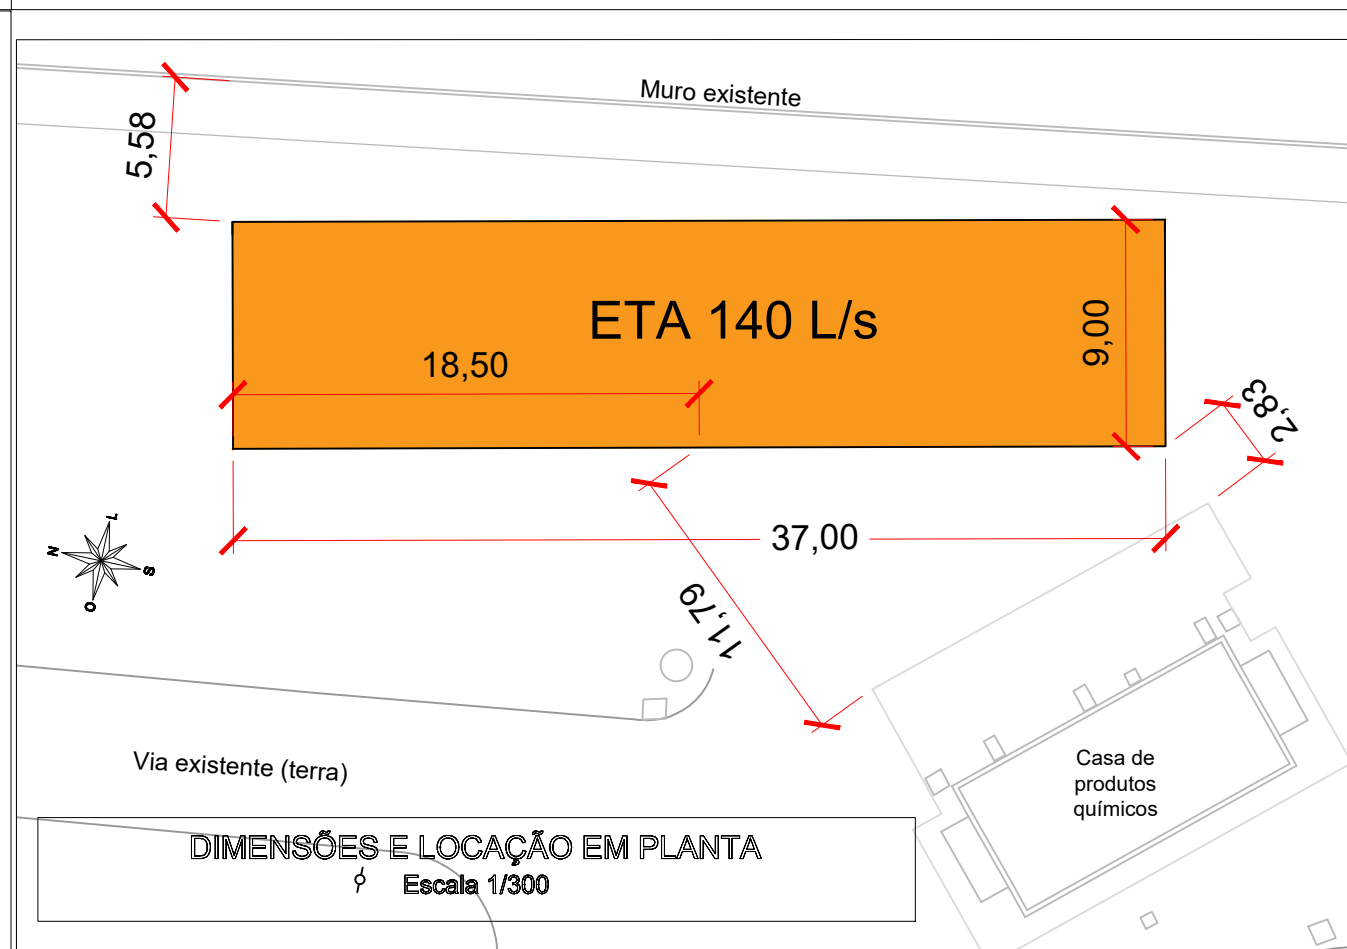 Muro existente
5,58
ETA 140 L/s
18,50
9,00
2,83
37,00
11,79
L
N
S
O
Via existente (terra)
Casa de
produtos
químicos
DIMENSÕES E LOCAÇÃO EM PLANTA
Escala 1/300